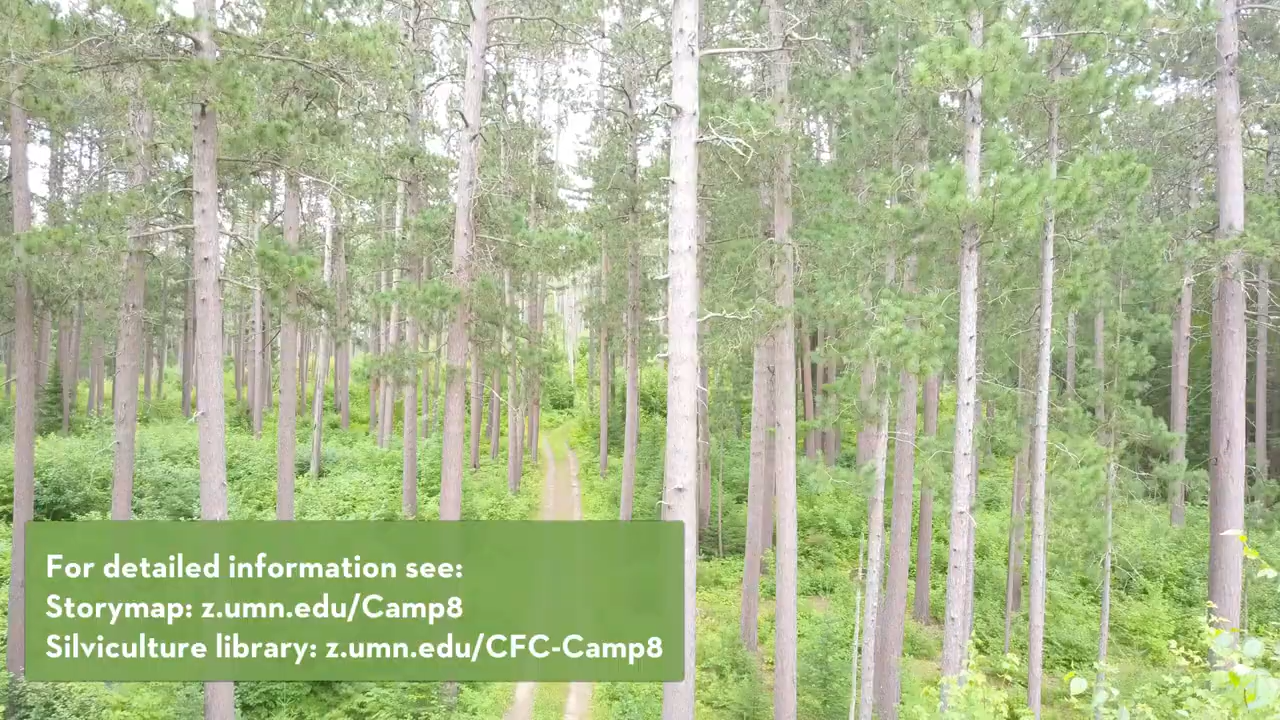 For detailed information see:
Storymap: z.umn.edu/Camp8
Silviculture library: z.umn.edu/CFC-Camp8